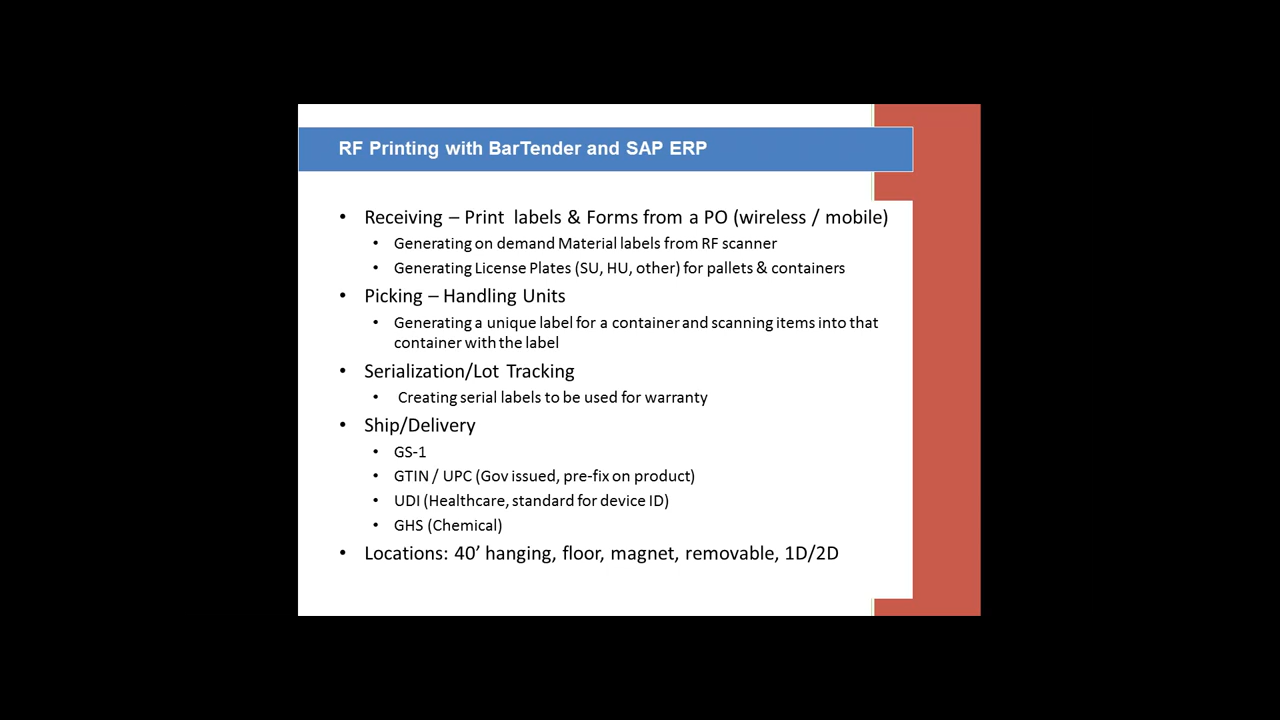 RF Printing with BarTender and SAP ERP
• Receiving – Print labels & Forms from a PO (wireless / mobile)
• Generating on demand Material labels from RF scanner
• Generating License Plates (SU, HU, other) for pallets & containers
• Picking – Handling Units
• Generating a unique label for a container and scanning items into that
container with the label
• Serialization/Lot Tracking
• Creating serial labels to be used for warranty
• Ship/Delivery
• GS-1
• GTIN / UPC (Gov issued, pre-fix on product)
• UDI (Healthcare, standard for device ID)
• GHS (Chemical)
• Locations: 40’ hanging, floor, magnet, removable, 1D/2D